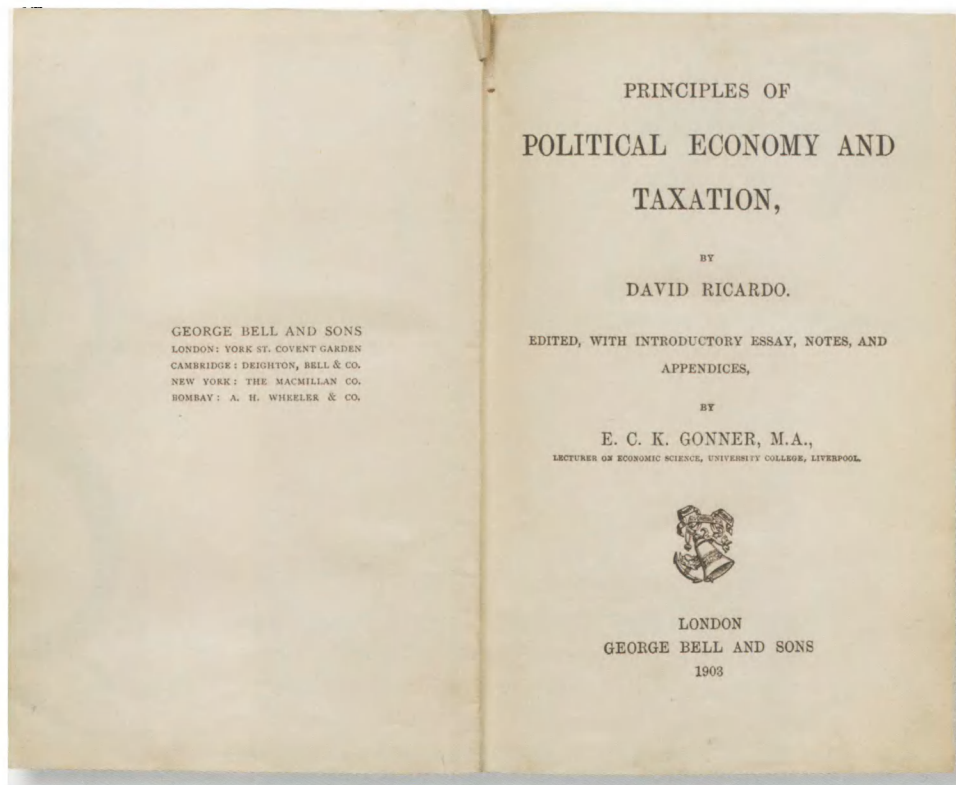 GEORGE BELL AND SONS
LONDON: YORK ST. COVENT GARDEN
CAMBRIDGE: DEIGHTON, BELL & CO.
NEW YORK: THE MACMILLAN CO.
BOMBAY: A. H. WHEELER & CO.
PRINCIPLES OF
POLITICAL ECONOMY AND
TAXATION,
BY
DAVID RICARDO.
EDITED, WITH INTRODUCTORY ESSAY, NOTES, AND
APPENDICES,
BY
E. C. K. GONNER, M.A.,
LECTURER ON ECONOMIC SCIENCE, UNIVERSITY COLLEGE, LIVERPOOL.
LONDON
GEORGE BELL AND SONS
1903